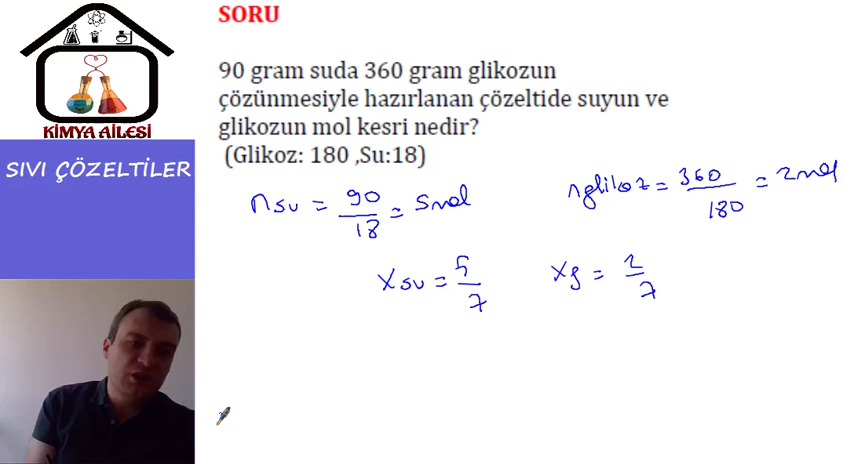 SORU
90 gram suda 360 gram glikozun
çözünmesiyle hazırlanan çözeltide suyun ve
glikozun mol kesri nedir?
(Glikoz: 180 ,Su:18)
KİMYA AİLESİ
SIVI ÇÖZELTİLER
nsu = 90/18 = 5mol
nglikoz = 360/180 = 2mol
Xsu = 5/7
Xg = 2/7